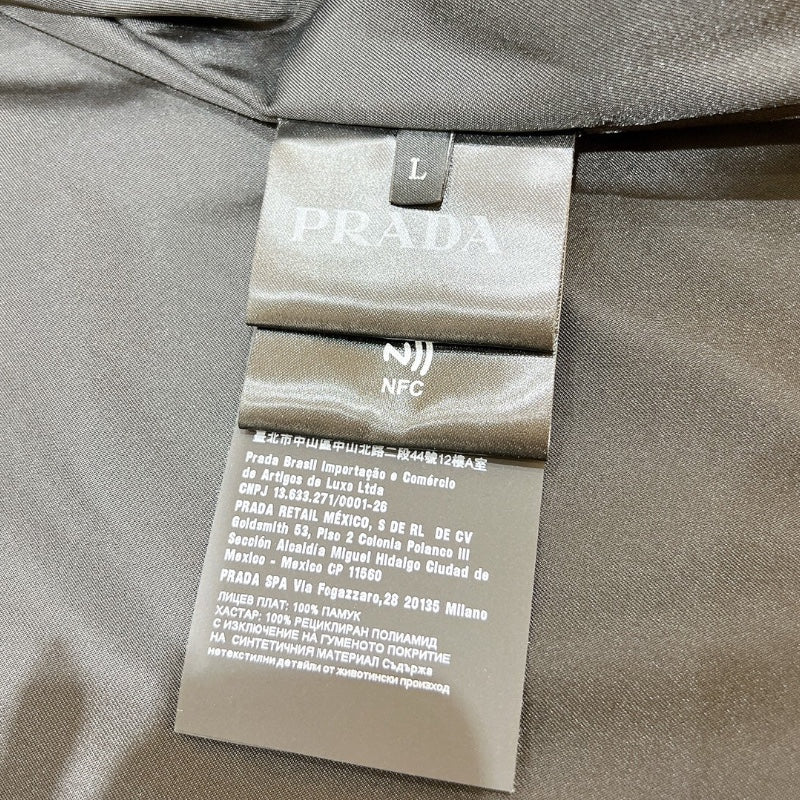 L
PRADA
NFC
臺北市中山區中山北路二段44號12樓A室
Prada Brasil Importação e Comércio
de Artigos de Luxo Ltda
CNPJ 13.633.271/0001-26
PRADA RETAIL MÉXICO, S DE RL DE CV
Goldsmith 53, Piso 2 Colonia Polanco III
Sección Alcaidía Miguel Hidalgo Ciudad de
Mexico - Mexico CP 11560
PRADA SPA Via Fogazzaro,28 20135 Milano
ЛИЦЕВ ПЛАТ: 100% ПАМУК
ХАСТАР: 100% РЕЦИКЛИРАН ПОЛИАМИД
С ИЗКЛЮЧЕНИЕ НА ГУМЕНОТО ПОКРИТИЕ
НА СИНТЕТИЧНИЯ МАТЕРИАЛ Съдържа
нетекстилни детайли от животински произход